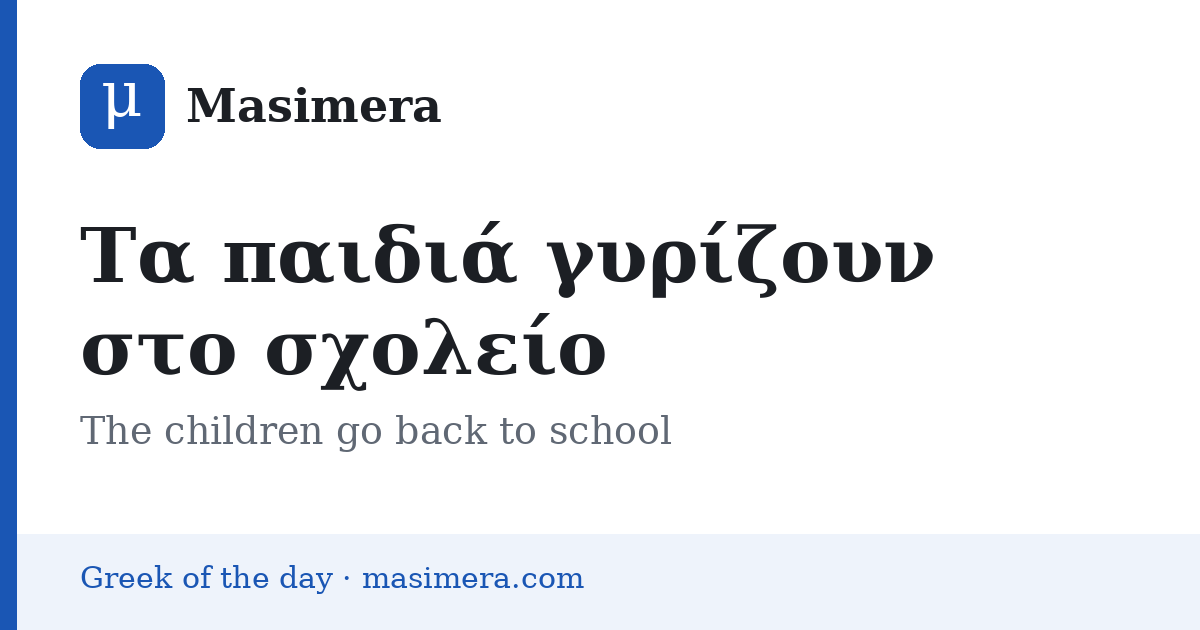 μ
Masimera
Τα παιδιά γυρίζουν
στο σχολείο
The children go back to school
Greek of the day · masimera.com